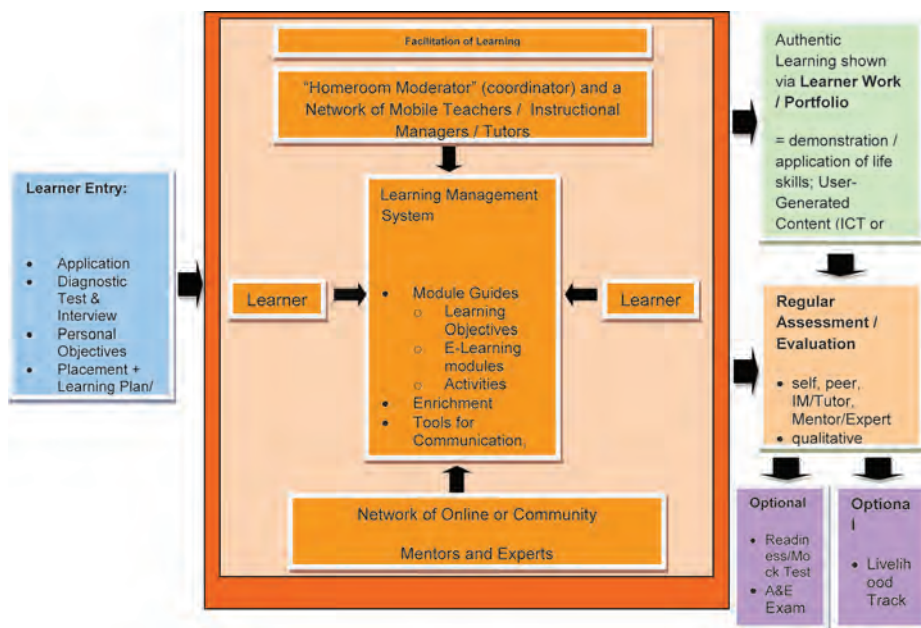 Facilitation of Learning
“Homeroom Moderator” (coordinator) and a
Network of Mobile Teachers / Instructional
Managers / Tutors
Learner Entry:
• Application
• Diagnostic
Test &
Interview
• Personal
Objectives
• Placement +
Learning Plan/
Learner
Learning Management
System
• Module Guides
o Learning
Objectives
o E-Learning
modules
o Activities
• Enrichment
• Tools for
Communication,
Learner
Network of Online or Community
Mentors and Experts
Authentic
Learning shown
via Learner Work
/ Portfolio
= demonstration /
application of life
skills; User-
Generated
Content (ICT or
Regular
Assessment /
Evaluation
• self, peer,
IM/Tutor,
Mentor/Expert
• qualitative
Optional
• Readin
ess/Mo
ck Test
• A&E
Exam
Optiona
l
• Livelih
ood
Track